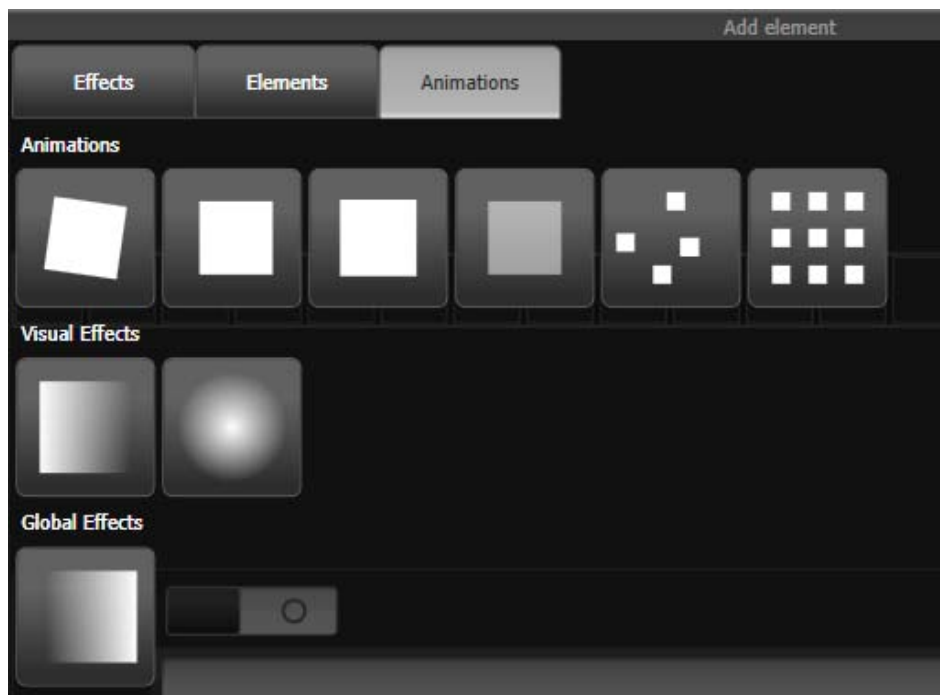 Add element
Effects Elements Animations
Animations
Visual Effects
Global Effects